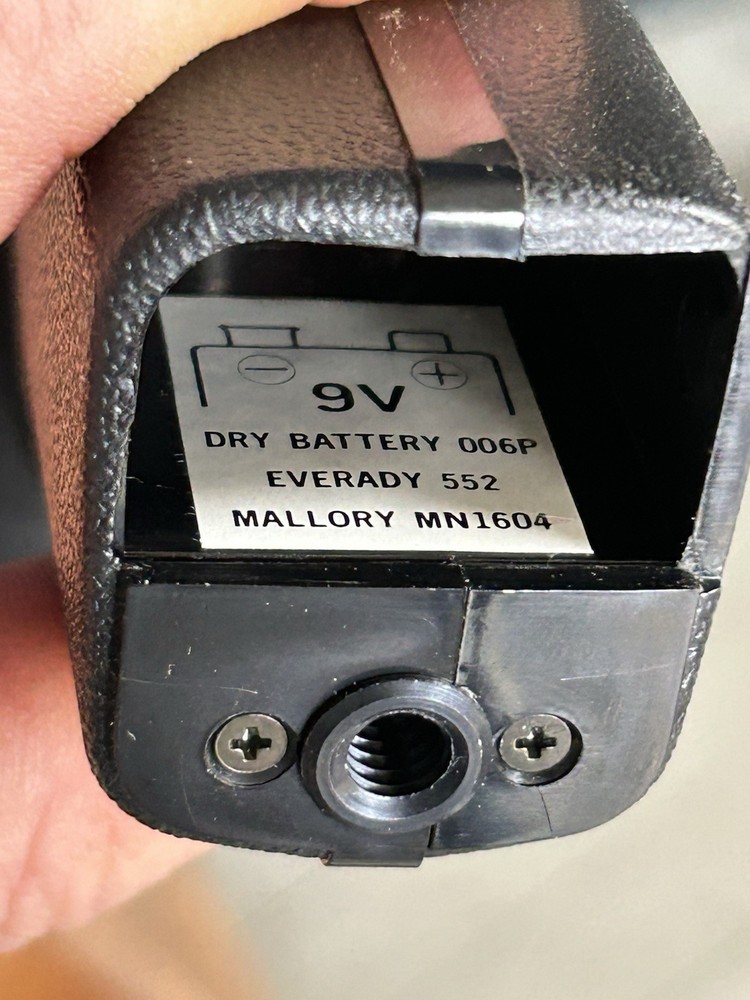 − +
9V
DRY BATTERY 006P
EVERADY 552
MALLORY MN1604